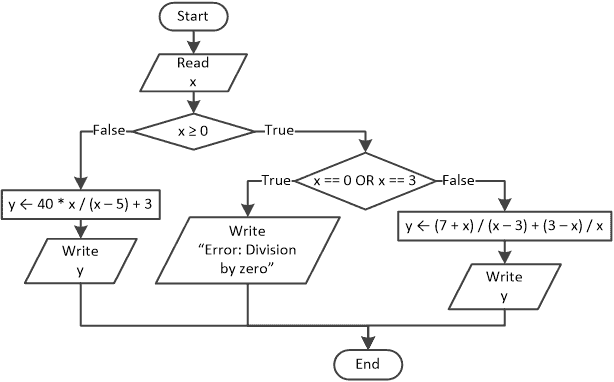 Start
Read
x
x ≥ 0
False
True
x == 0 OR x == 3
True
False
y ← 40 * x / (x – 5) + 3
y ← (7 + x) / (x – 3) + (3 – x) / x
Write
y
Write
“Error: Division
by zero”
Write
y
End